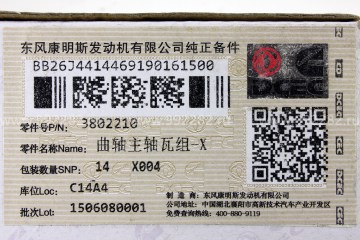 东风康明斯发动机有限公司纯正备件
BB26J4414469190161500
零件号P/N: 3802210
零件名称Name: 曲轴主轴瓦组-X
包装数量SNP: 14 X004
库位Loc: C14A4
批次Lot: 1506080001
DCEC
制 造 商：东风康明斯发动机有限公司
中国湖北襄阳市高新技术汽车产业开发区
免费查询热线：400-880-9119